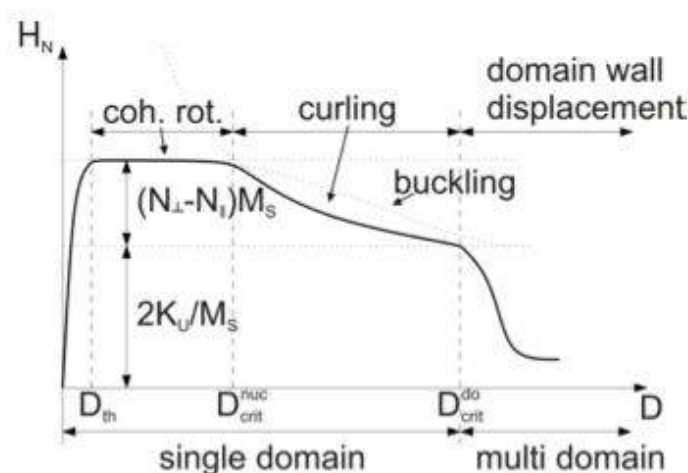 H_N
domain wall
displacement
coh. rot.
curling
buckling
(N⊥-N∥)M_S
2K_U/M_S
D_th
D_crit^nuc
D_crit^do
D
single domain
multi domain